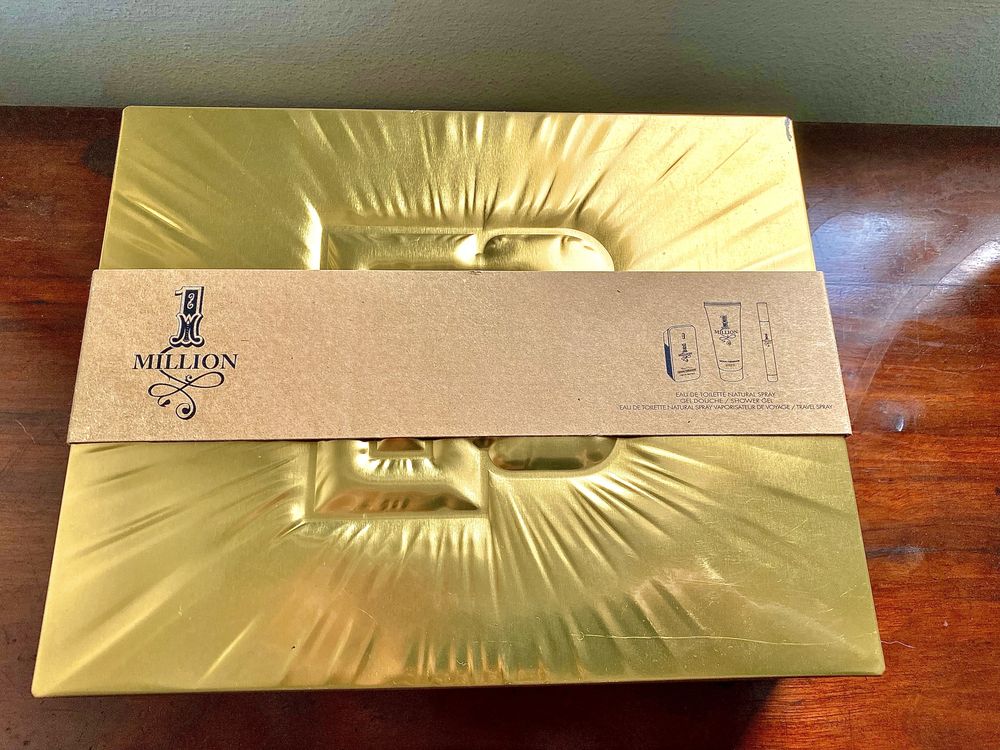 1
MILLION
MILLION
EAU DE TOILETTE NATURAL SPRAY
GEL DOUCHE / SHOWER GEL
EAU DE TOILETTE NATURAL SPRAY VAPORISATEUR DE VOYAGE / TRAVEL SPRAY